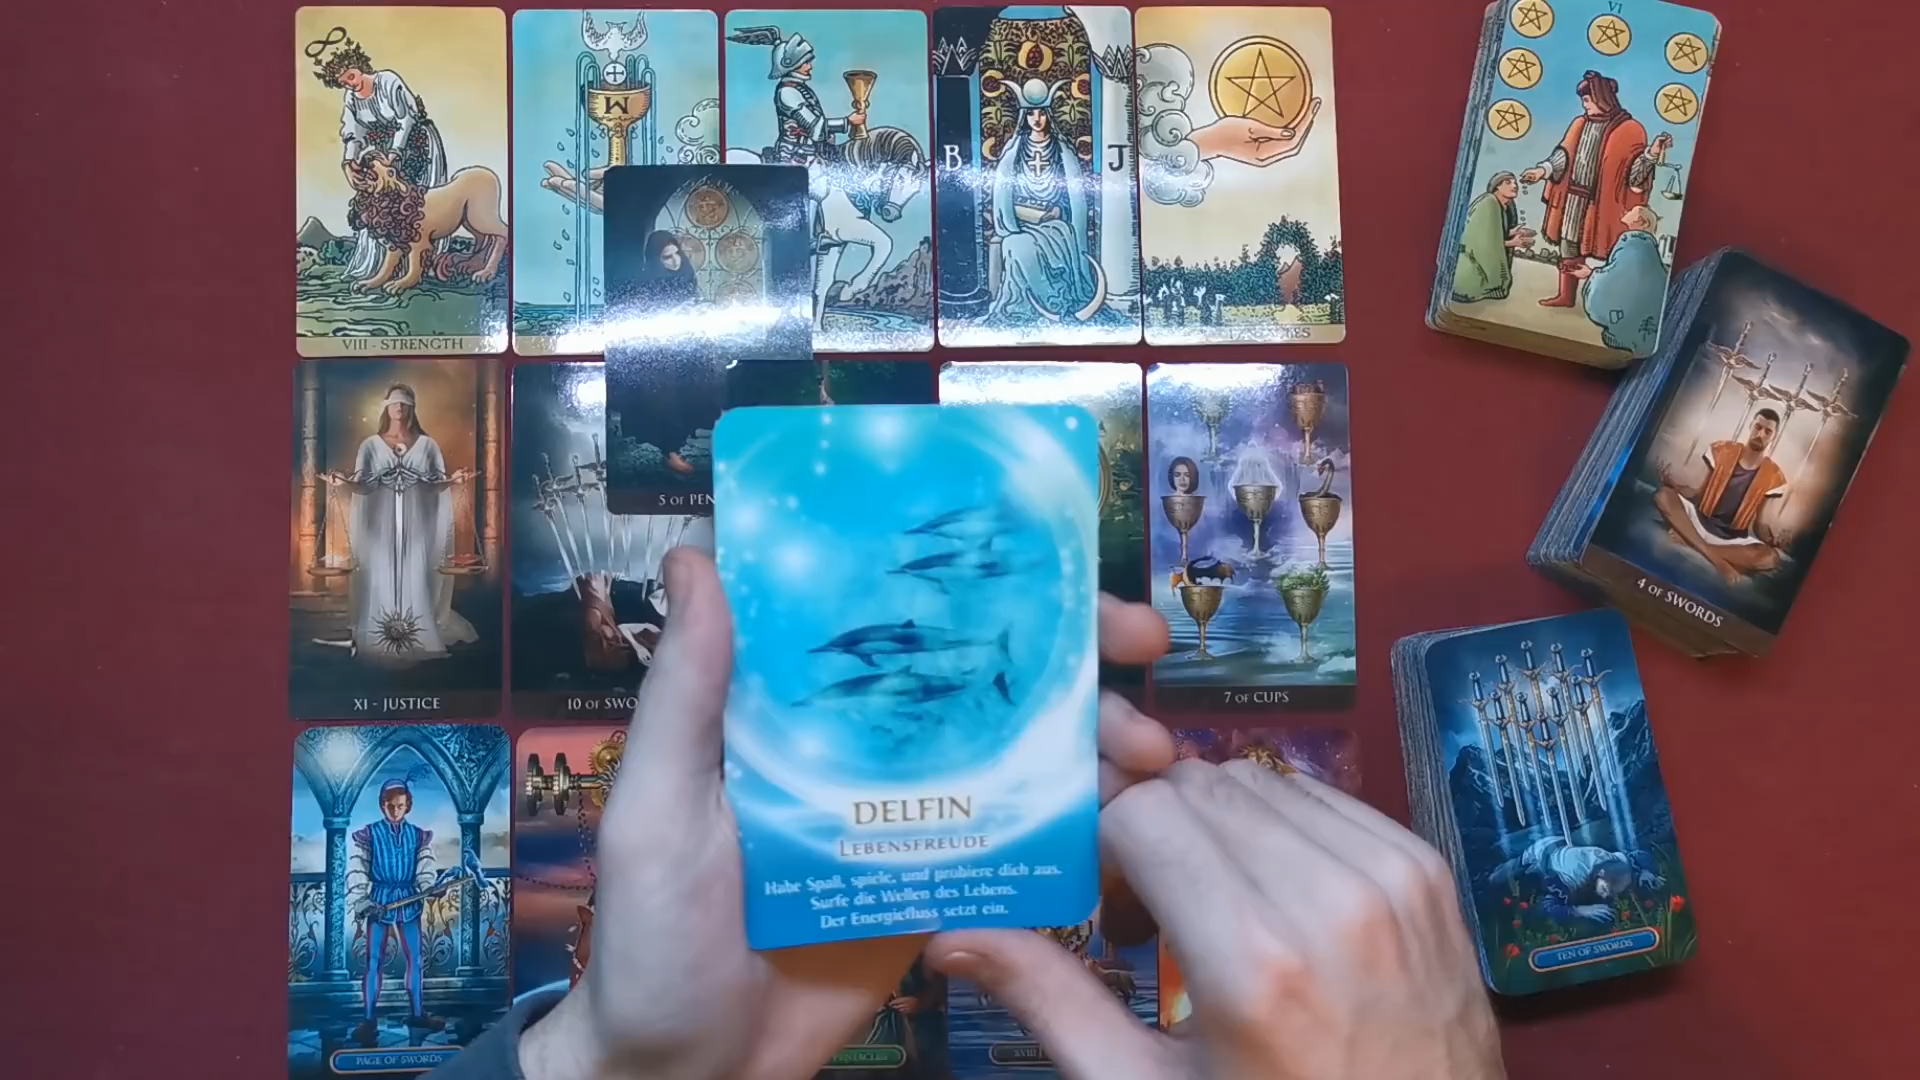 VI
B
J
VIII - STRENGTH
5 OF PEN
4 OF SWORDS
XI - JUSTICE
10 OF SWO
7 OF CUPS
DELFIN
LEBENSFREUDE
Habe Spaß, spiele, und probiere dich aus.
Surfe die Wellen des Lebens.
Der Energiefluss setzt ein.
TEN OF SWORDS
PAGE OF SWORDS
PENTACLES
XVIII